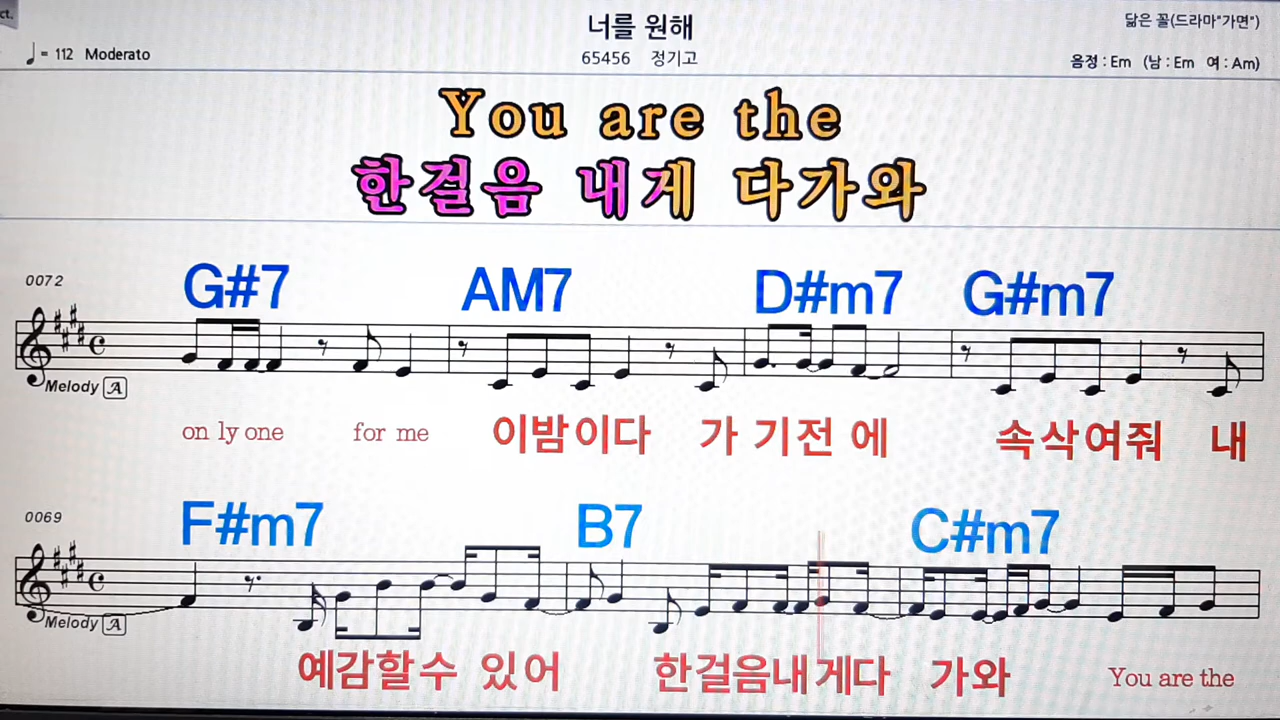 ct.
너를 원해
닮은 꼴(드라마"가면")
♩ = 112 Moderato
65456 정기고
음정 : Em (남 : Em 여 : Am)
You are the
한걸음 내게 다가와
0072
G#7 AM7 D#m7 G#m7
Melody A
on ly one for me 이밤이다 가 기전 에 속삭여줘 내
0069
F#m7 B7 C#m7
Melody A
예감할수 있어 한걸음내게다 가와 You are the